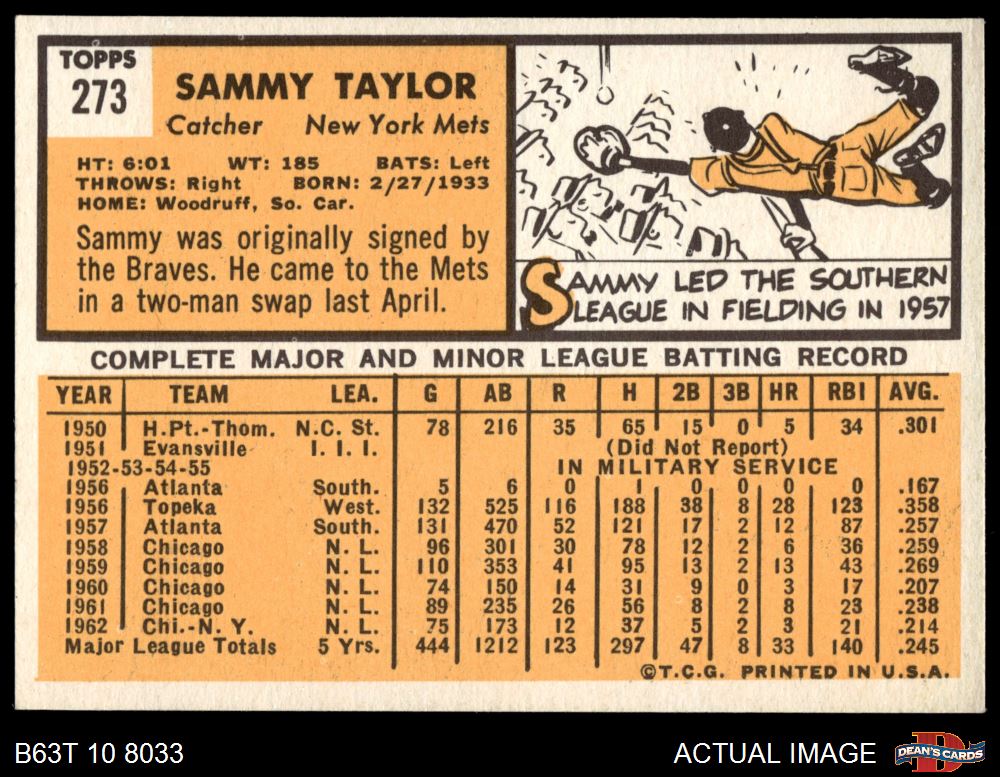 TOPPS
273
SAMMY TAYLOR
Catcher New York Mets
HT: 6:01 WT: 185 BATS: Left
THROWS: Right BORN: 2/27/1933
HOME: Woodruff, So. Car.
Sammy was originally signed by
the Braves. He came to the Mets
in a two-man swap last April.
SAMMY LED THE SOUTHERN
LEAGUE IN FIELDING IN 1957
COMPLETE MAJOR AND MINOR LEAGUE BATTING RECORD
YEAR TEAM LEA. G AB R H 2B 3B HR RBI AVG.
1950 H.Pt.-Thom. N.C. St. 78 216 35 65 15 0 5 34 .301
1951 Evansville I. I. I. (Did Not Report)
1952-53-54-55 IN MILITARY SERVICE
1956 Atlanta South. 5 6 0 1 0 0 0 0 .167
1956 Topeka West. 132 525 116 188 38 8 28 123 .358
1957 Atlanta South. 131 470 52 121 17 2 12 87 .257
1958 Chicago N. L. 96 301 30 78 12 2 6 36 .259
1959 Chicago N. L. 110 353 41 95 13 2 13 43 .269
1960 Chicago N. L. 74 150 14 31 9 0 3 17 .207
1961 Chicago N. L. 89 235 26 56 8 2 8 23 .238
1962 Chi.-N. Y. N. L. 75 173 12 37 5 2 3 21 .214
Major League Totals 5 Yrs. 444 1212 123 297 47 8 33 140 .245
©T.C.G. PRINTED IN U.S.A.
B63T 10 8033 ACTUAL IMAGE DEAN'S CARDS